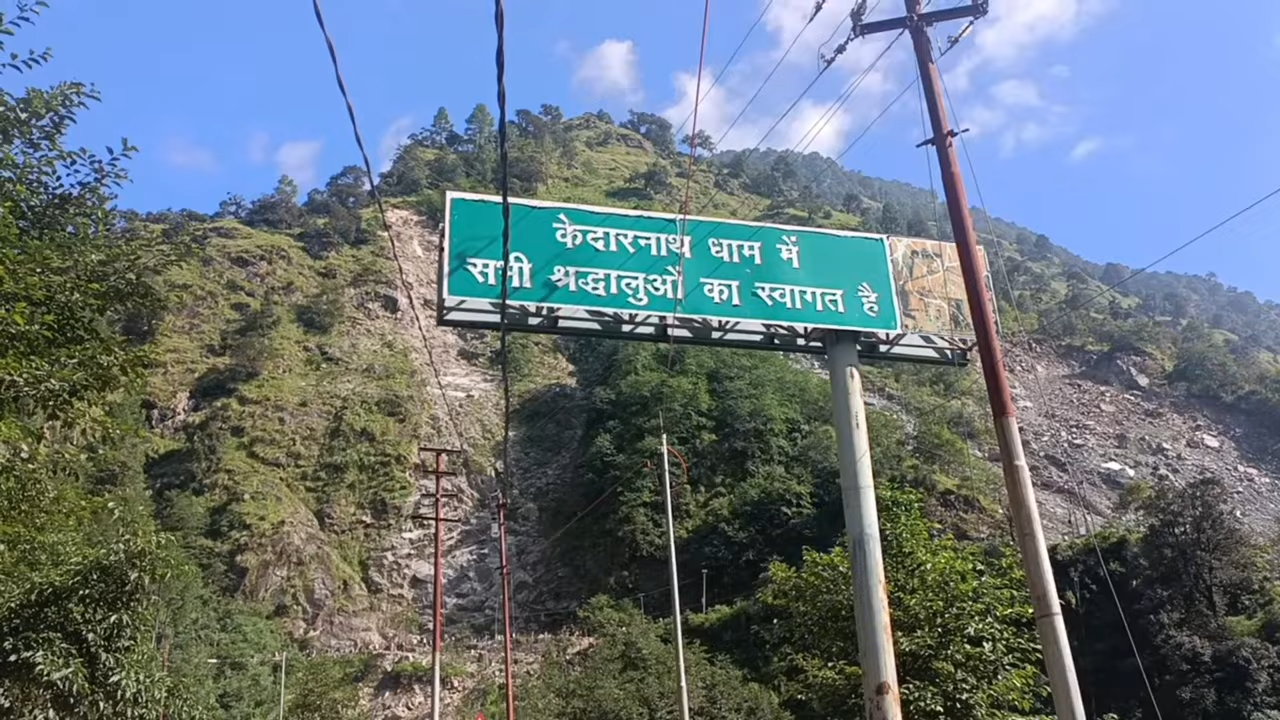 केदारनाथ धाम में
सभी श्रद्धालुओं का स्वागत है